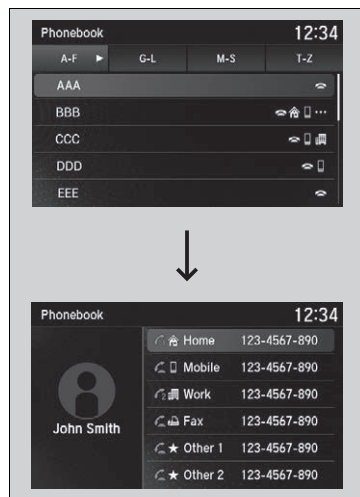 Phonebook 12:34
A-F G-L M-S T-Z
AAA
BBB
CCC
DDD
EEE
Phonebook 12:34
Home 123-4567-890
Mobile 123-4567-890
Work 123-4567-890
Fax 123-4567-890
John Smith
Other 1 123-4567-890
Other 2 123-4567-890